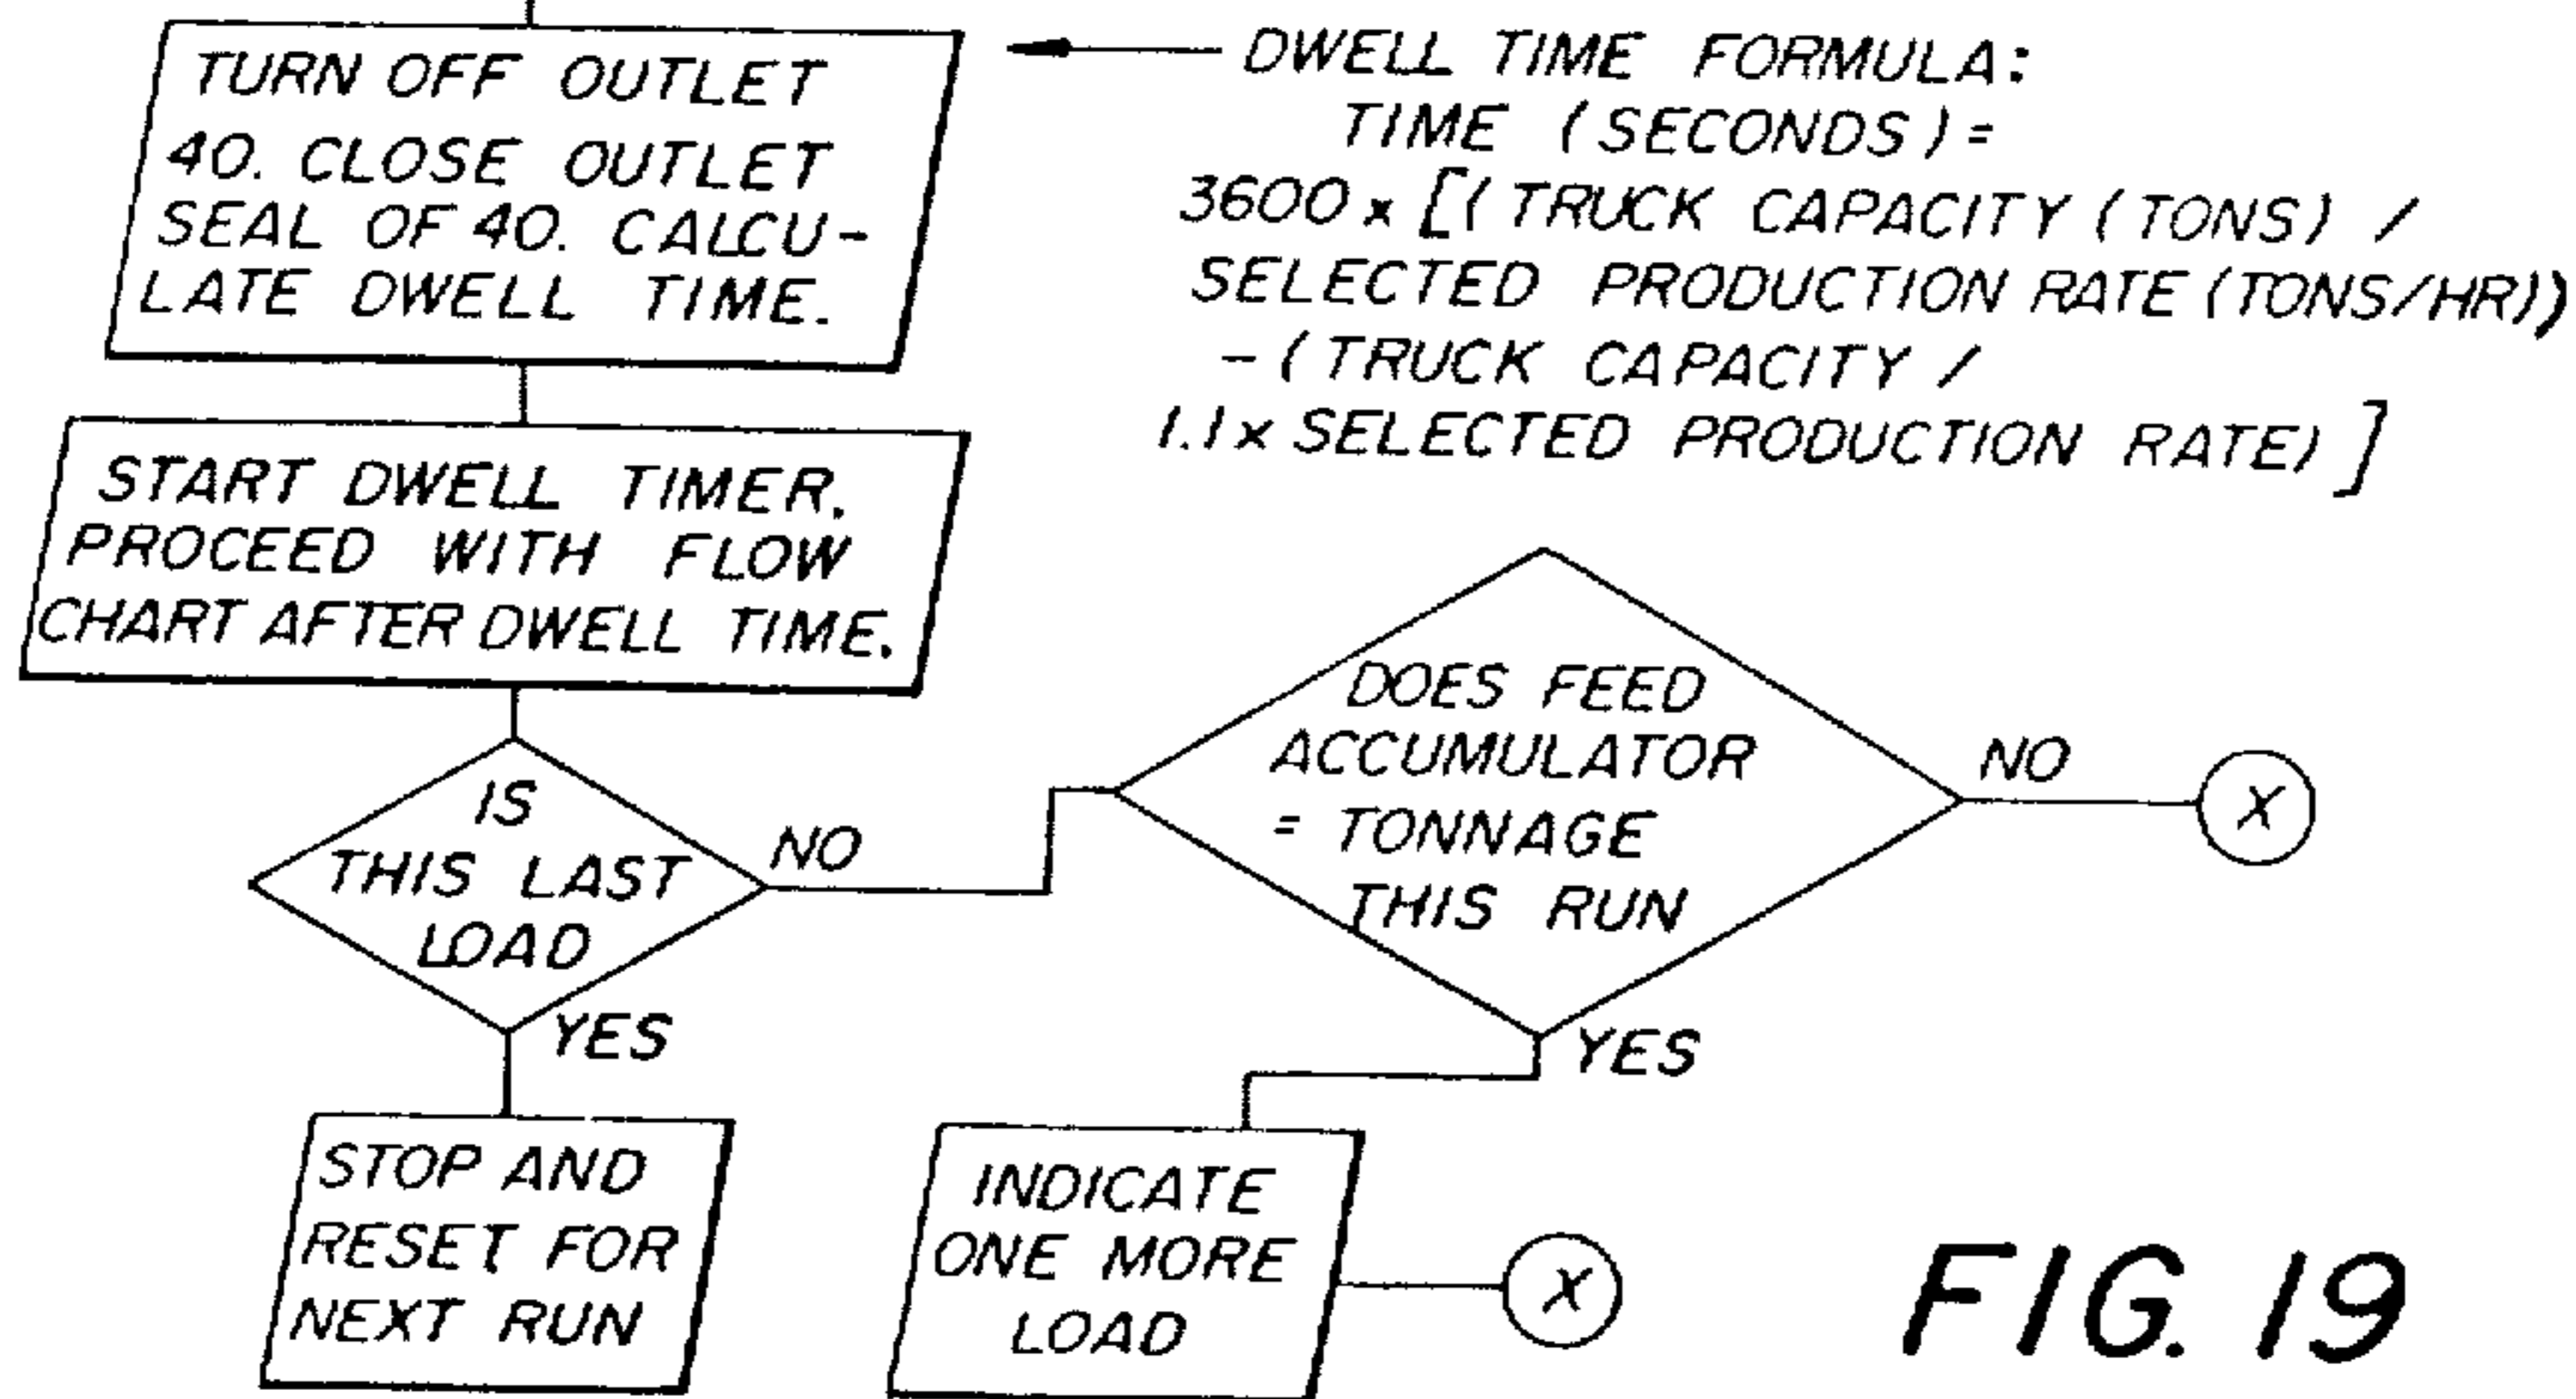 TURN OFF OUTLET
40. CLOSE OUTLET
SEAL OF 40. CALCU-
LATE DWELL TIME.
DWELL TIME FORMULA:
TIME (SECONDS) =
3600 x [( TRUCK CAPACITY (TONS) /
SELECTED PRODUCTION RATE (TONS/HR))
- ( TRUCK CAPACITY /
1.1 x SELECTED PRODUCTION RATE) ]
START DWELL TIMER.
PROCEED WITH FLOW
CHART AFTER DWELL TIME.
IS
THIS LAST
LOAD
NO
YES
DOES FEED
ACCUMULATOR
= TONNAGE
THIS RUN
NO
X
YES
STOP AND
RESET FOR
NEXT RUN
INDICATE
ONE MORE
LOAD
X
FIG. 19